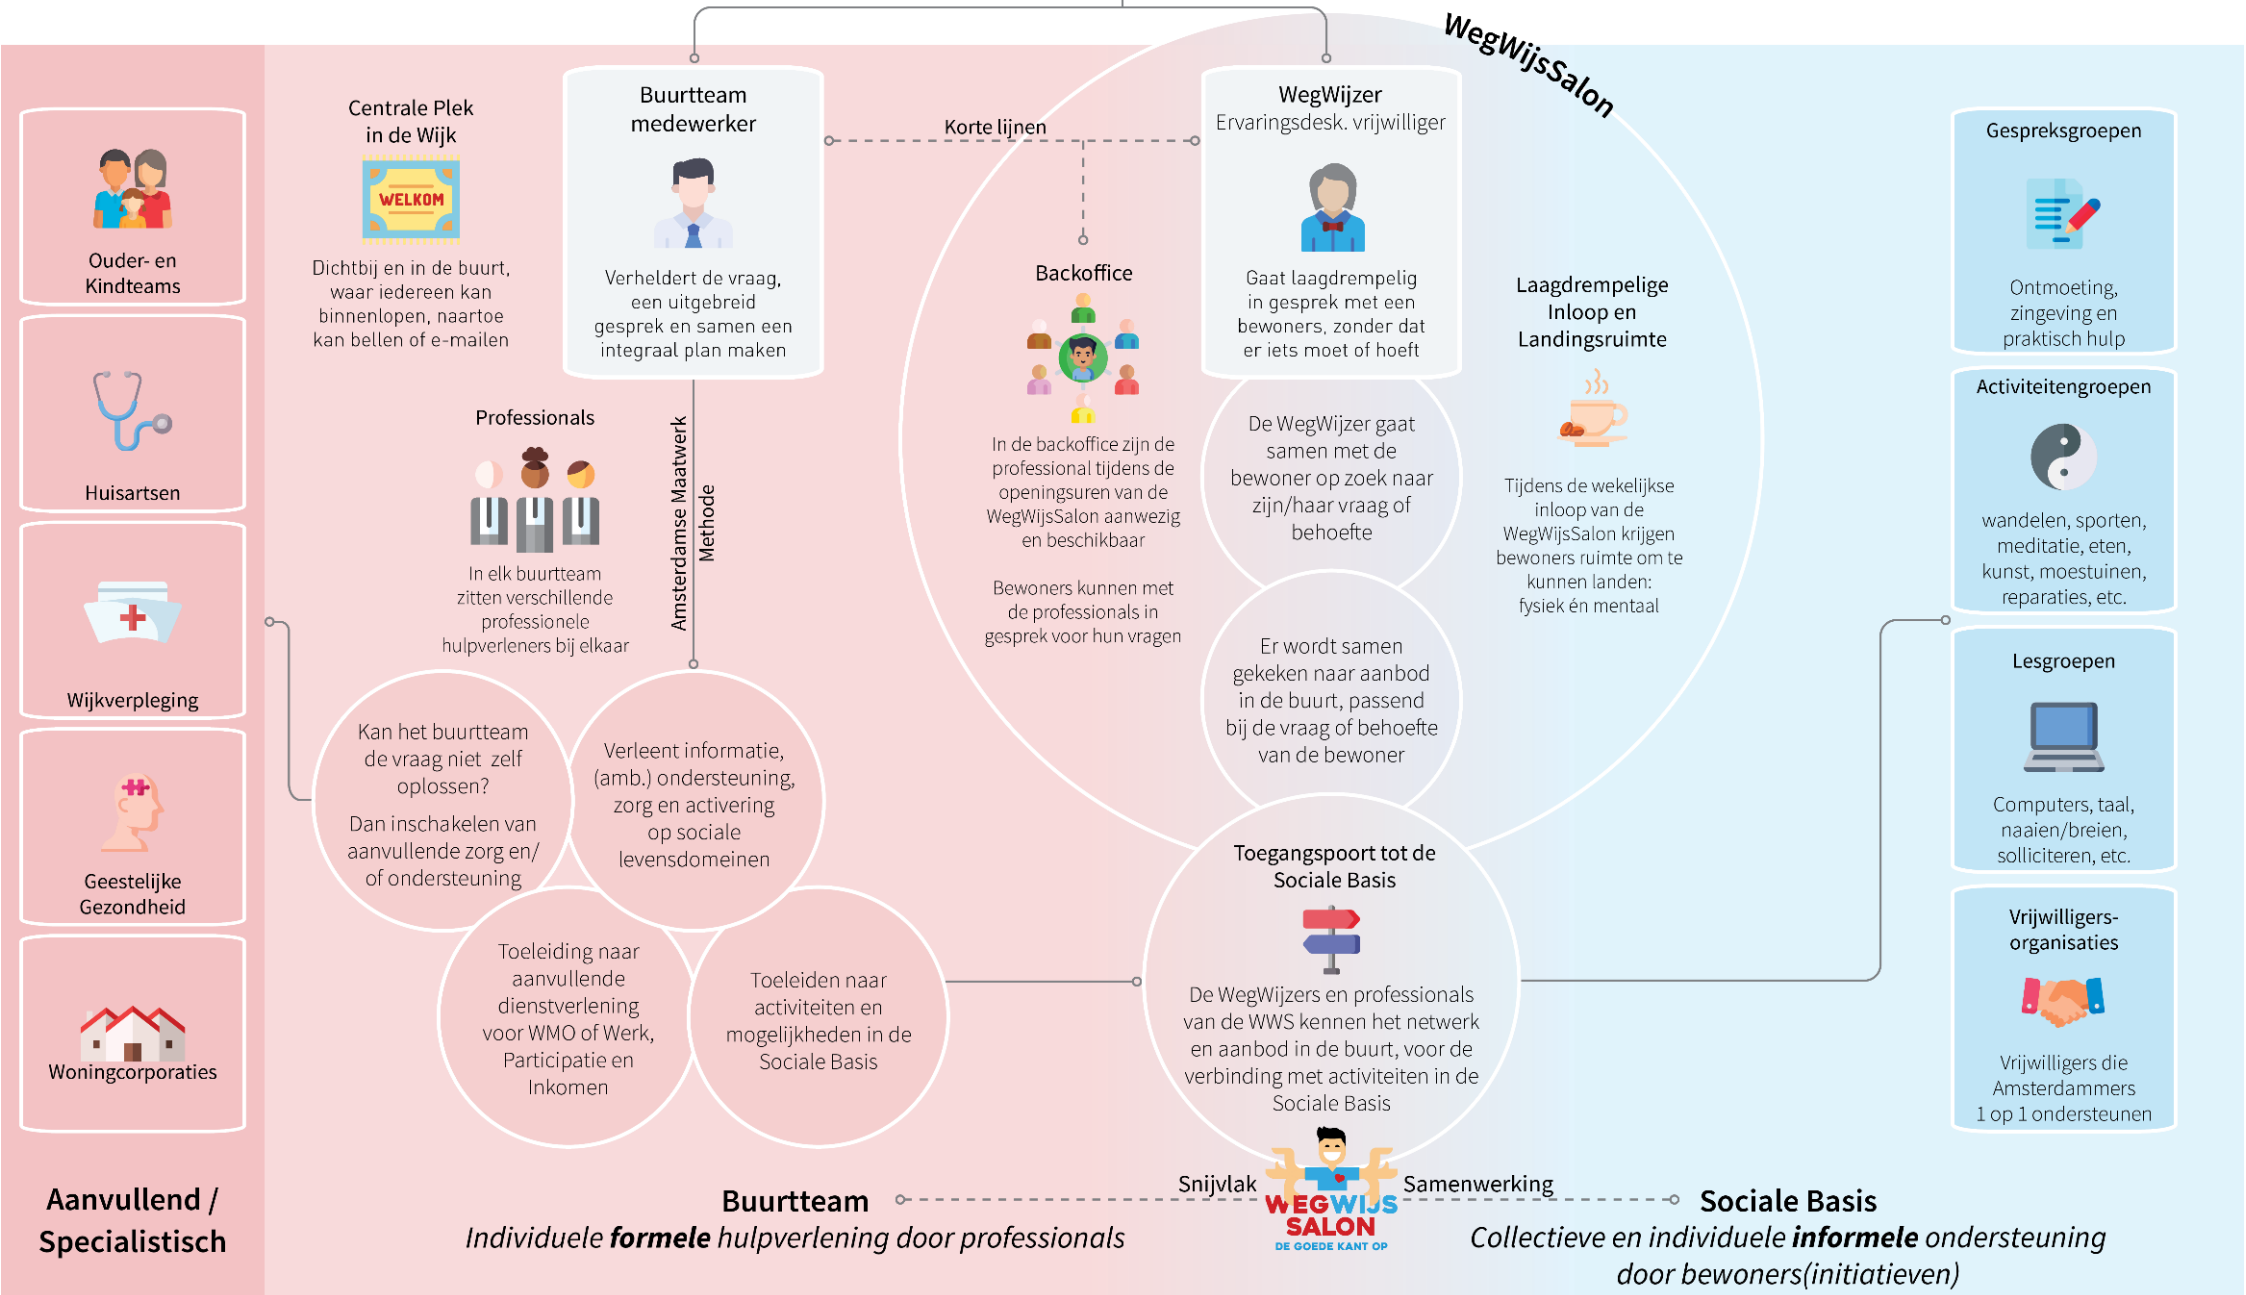 WegWijsSalon
Ouder- en
Kindteams
Huisartsen
Wijkverpleging
Geestelijke
Gezondheid
Woningcorporaties
Aanvullend /
Specialistisch
Centrale Plek
in de Wijk
WELKOM
Dichtbij en in de buurt,
waar iedereen kan
binnenlopen, naartoe
kan bellen of e-mailen
Buurtteam
medewerker
Verheldert de vraag,
een uitgebreid
gesprek en samen een
integraal plan maken
Professionals
In elk buurtteam
zitten verschillende
professionele
hulpverleners bij elkaar
Amsterdamse Maatwerk
Methode
Kan het buurtteam
de vraag niet zelf
oplossen?
Dan inschakelen van
aanvullende zorg en/
of ondersteuning
Verleent informatie,
(amb.) ondersteuning,
zorg en activering
op sociale
levensdomeinen
Toeleiding naar
aanvullende
dienstverlening
voor WMO of Werk,
Participatie en
Inkomen
Toeleiden naar
activiteiten en
mogelijkheden in de
Sociale Basis
Buurtteam
Individuele formele hulpverlening door professionals
Korte lijnen
Backoffice
In de backoffice zijn de
professional tijdens de
openingsuren van de
WegWijsSalon aanwezig
en beschikbaar
Bewoners kunnen met
de professionals in
gesprek voor hun vragen
WegWijzer
Ervaringsdesk. vrijwilliger
Gaat laagdrempelig
in gesprek met een
bewoners, zonder dat
er iets moet of hoeft
De WegWijzer gaat
samen met de
bewoner op zoek naar
zijn/haar vraag of
behoefte
Er wordt samen
gekeken naar aanbod
in de buurt, passend
bij de vraag of behoefte
van de bewoner
Toegangspoort tot de
Sociale Basis
De WegWijzers en professionals
van de WWS kennen het netwerk
en aanbod in de buurt, voor de
verbinding met activiteiten in de
Sociale Basis
Laagdrempelige
Inloop en
Landingsruimte
Tijdens de wekelijkse
inloop van de
WegWijsSalon krijgen
bewoners ruimte om te
kunnen landen:
fysiek én mentaal
Snijvlak
WEGWIJS
SALON
DE GOEDE KANT OP
Samenwerking
Gespreksgroepen
Ontmoeting,
zingeving en
praktisch hulp
Activiteitengroepen
wandelen, sporten,
meditatie, eten,
kunst, moestuinen,
reparaties, etc.
Lesgroepen
Computers, taal,
naaien/breien,
solliciteren, etc.
Vrijwilligers-
organisaties
Vrijwilligers die
Amsterdammers
1 op 1 ondersteunen
Sociale Basis
Collectieve en individuele informele ondersteuning
door bewoners(initiatieven)